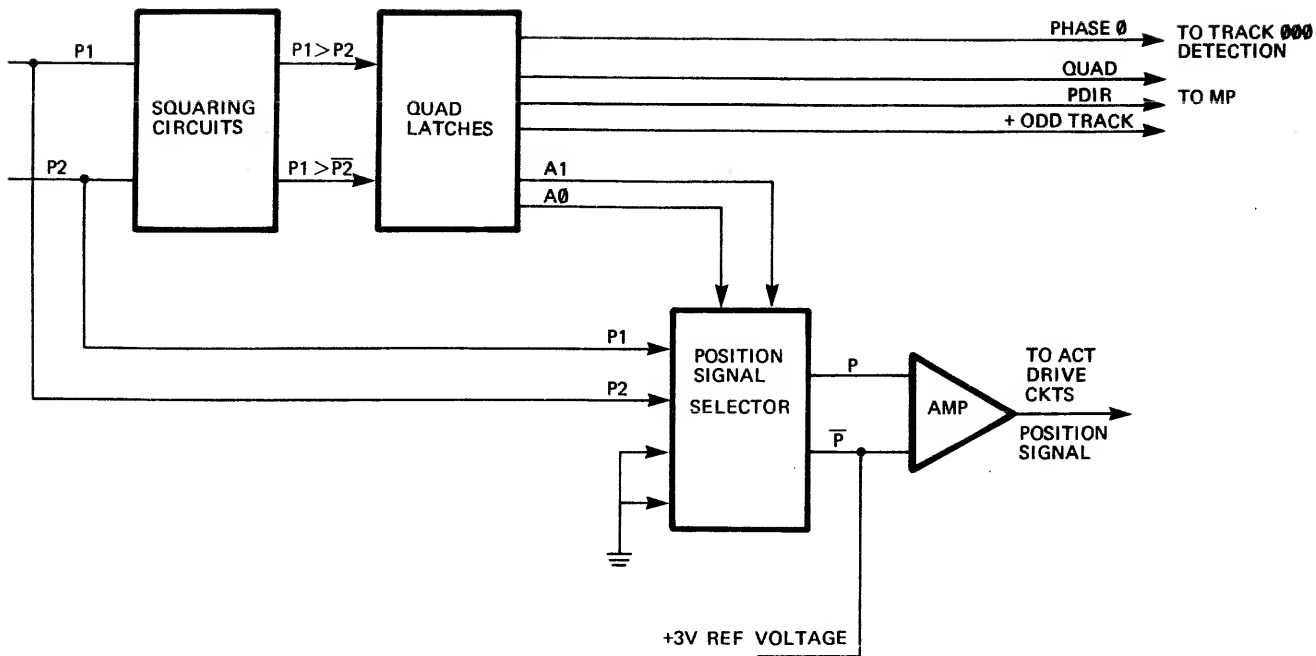 PHASE Ø
TO TRACK ØØØ
DETECTION
P1
P1>P2
QUAD
SQUARING
CIRCUITS
QUAD
LATCHES
PDIR
TO MP
+ ODD TRACK
P2
P1>P̅2̅
A1
AØ
P1
P2
POSITION
SIGNAL
SELECTOR
P
P̅
AMP
TO ACT
DRIVE
CKTS
POSITION
SIGNAL
+3V REF VOLTAGE